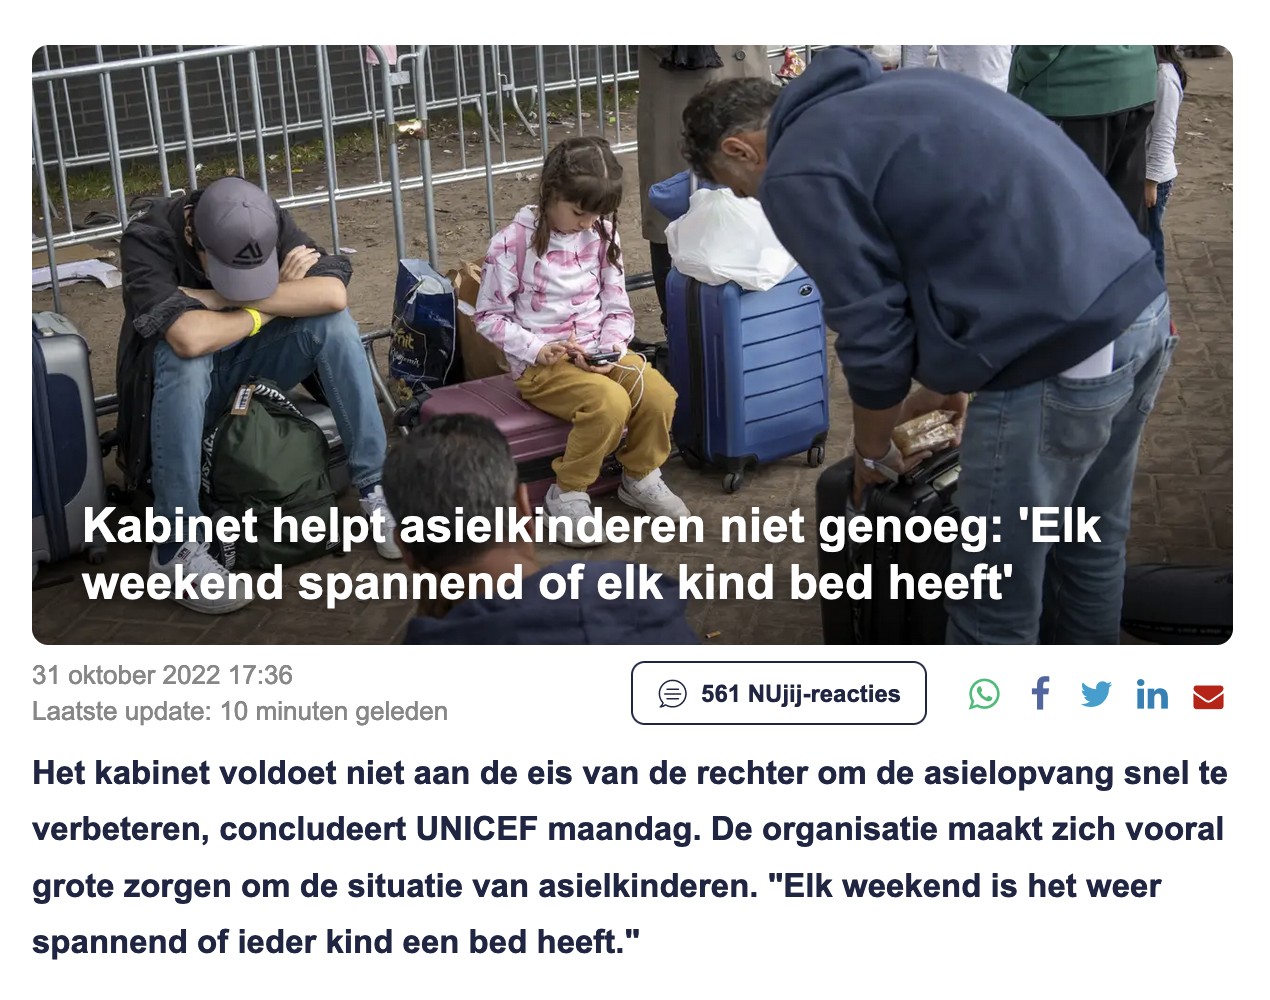 Kabinet helpt asielkinderen niet genoeg: 'Elk
weekend spannend of elk kind bed heeft'
31 oktober 2022 17:36
Laatste update: 10 minuten geleden
561 NUjij-reacties
Het kabinet voldoet niet aan de eis van de rechter om de asielopvang snel te
verbeteren, concludeert UNICEF maandag. De organisatie maakt zich vooral
grote zorgen om de situatie van asielkinderen. "Elk weekend is het weer
spannend of ieder kind een bed heeft."